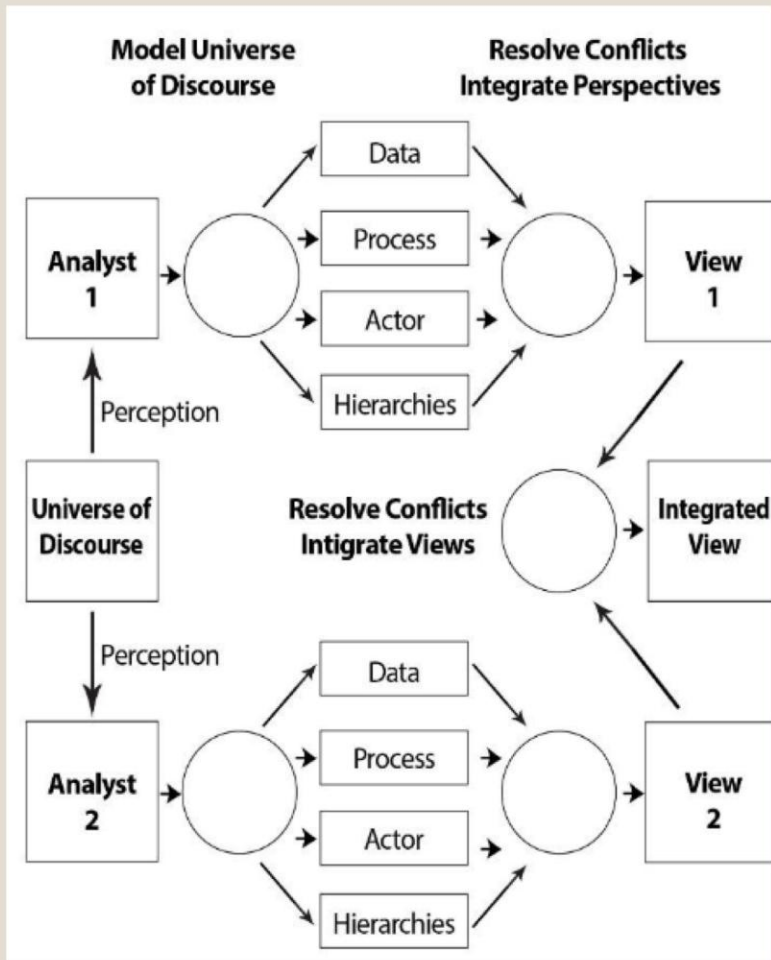 Model Universe
of Discourse
Resolve Conflicts
Integrate Perspectives
Data
Process
Actor
Hierarchies
Analyst
1
View
1
Perception
Universe of
Discourse
Resolve Conflicts
Intigrate Views
Integrated
View
Perception
Data
Process
Actor
Hierarchies
Analyst
2
View
2